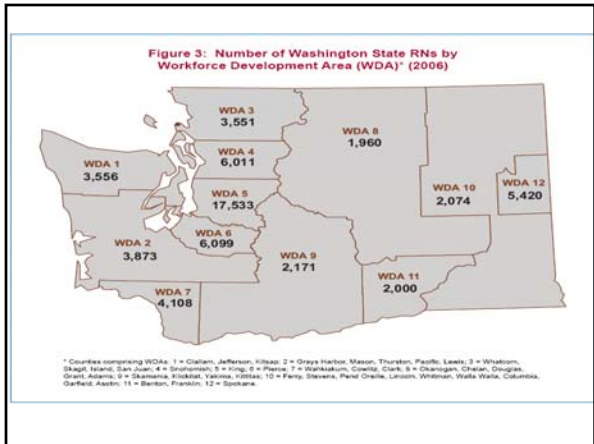 Figure 3: Number of Washington State RNs by
Workforce Development Area (WDA)* (2006)
WDA 3
3,551
WDA 8
1,960
WDA 4
6,011
WDA 1
3,556
WDA 12
5,420
WDA 10
2,074
WDA 5
17,533
WDA 6
6,099
WDA 2
3,873
WDA 9
2,171
WDA 11
2,000
WDA 7
4,108
* Counties comprising WDAs: 1 = Clallam, Jefferson, Kitsap; 2 = Grays Harbor, Mason, Thurston, Pacific, Lewis; 3 = Whatcom,
Skagit, Island, San Juan; 4 = Snohomish; 5 = King; 6 = Pierce; 7 = Wahkiakum, Cowlitz, Clark; 8 = Okanogan, Chelan, Douglas,
Grant, Adams; 9 = Skamania, Klickitat, Yakima, Kittitas; 10 = Ferry, Stevens, Pend Oreille, Lincoln, Whitman, Walla Walla, Columbia,
Garfield, Asotin; 11 = Benton, Franklin; 12 = Spokane.